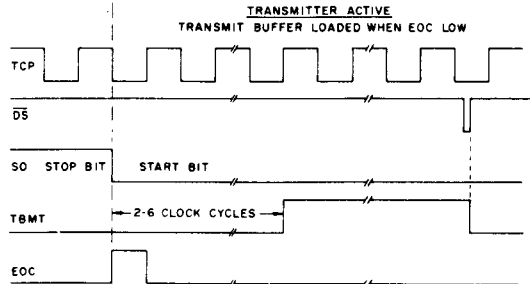 TRANSMITTER ACTIVE
TRANSMIT BUFFER LOADED WHEN EOC LOW
TCP
DS
SO STOP BIT START BIT
2-6 CLOCK CYCLES
TBMT
EOC